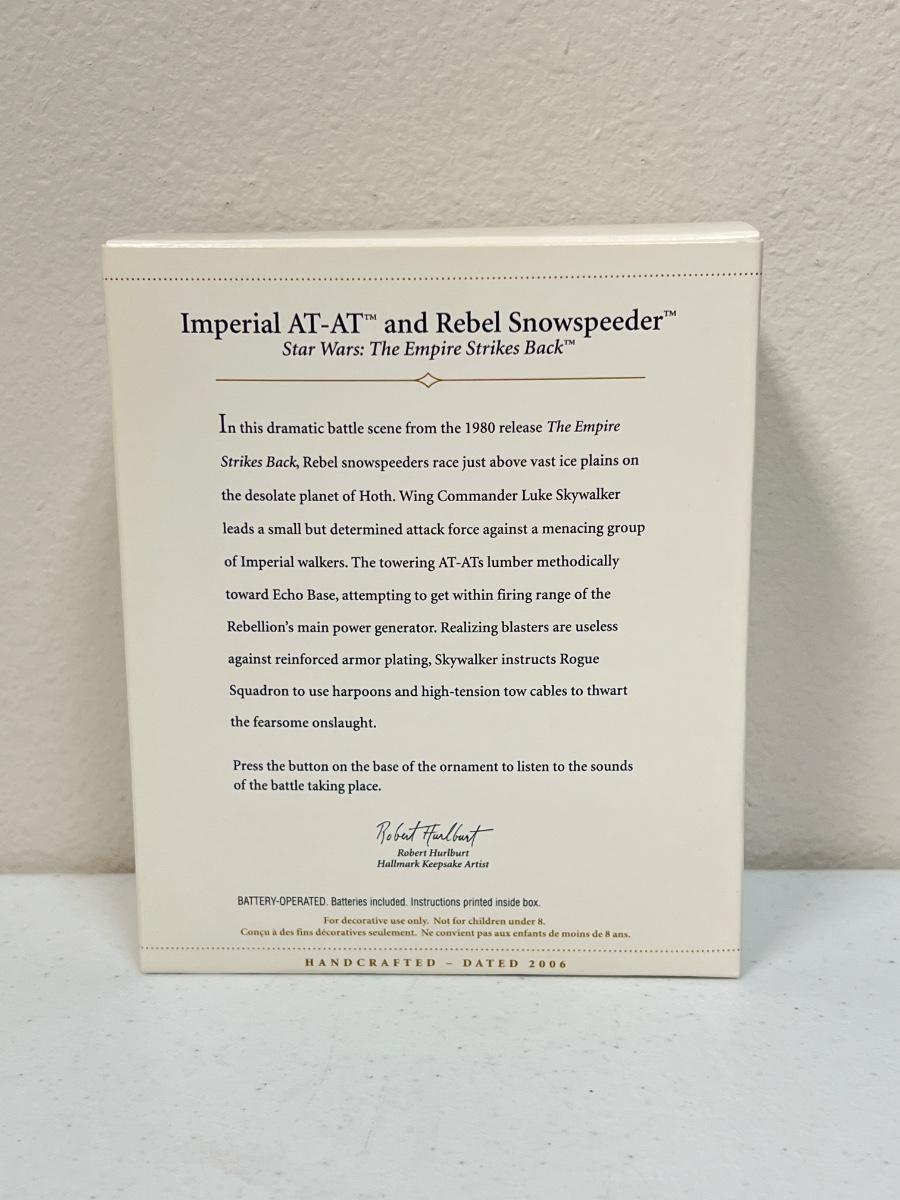 Imperial AT-AT™ and Rebel Snowspeeder™
Star Wars: The Empire Strikes Back™
In this dramatic battle scene from the 1980 release The Empire
Strikes Back, Rebel snowspeeders race just above vast ice plains on
the desolate planet of Hoth. Wing Commander Luke Skywalker
leads a small but determined attack force against a menacing group
of Imperial walkers. The towering AT-ATs lumber methodically
toward Echo Base, attempting to get within firing range of the
Rebellion's main power generator. Realizing blasters are useless
against reinforced armor plating, Skywalker instructs Rogue
Squadron to use harpoons and high-tension tow cables to thwart
the fearsome onslaught.
Press the button on the base of the ornament to listen to the sounds
of the battle taking place.
Robert Hurlburt
Robert Hurlburt
Hallmark Keepsake Artist
BATTERY-OPERATED. Batteries included. Instructions printed inside box.
For decorative use only. Not for children under 8.
Conçu à des fins décoratives seulement. Ne convient pas aux enfants de moins de 8 ans.
HANDCRAFTED – DATED 2006